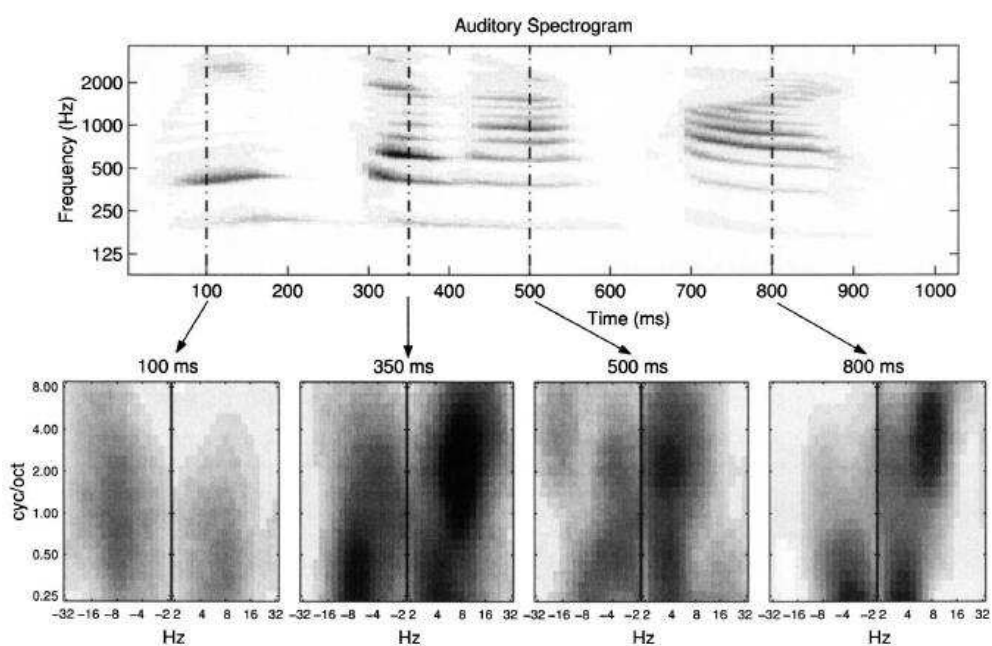 Auditory Spectrogram
Frequency (Hz)
2000
1000
500
250
125
100 200 300 400 500 600 700 800 900 1000
Time (ms)
100 ms 350 ms 500 ms 800 ms
cyc/oct
8.00
4.00
2.00
1.00
0.50
0.25
-32 -16 -8 -4 -2 2 4 8 16 32 -32 -16 -8 -4 -2 2 4 8 16 32 -32 -16 -8 -4 -2 2 4 8 16 32 -32 -16 -8 -4 -2 2 4 8 16 32
Hz Hz Hz Hz